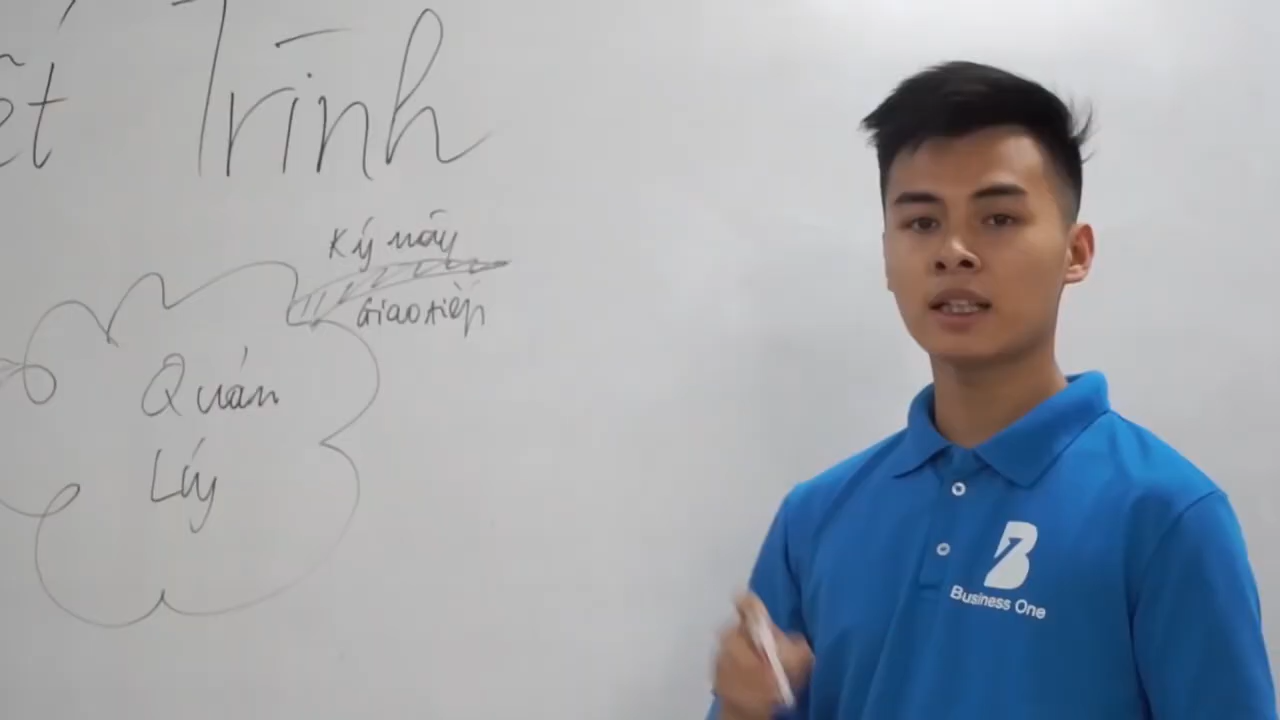 ết Trình
Ký năng
giao tiếp
Quản
Lý
Business One